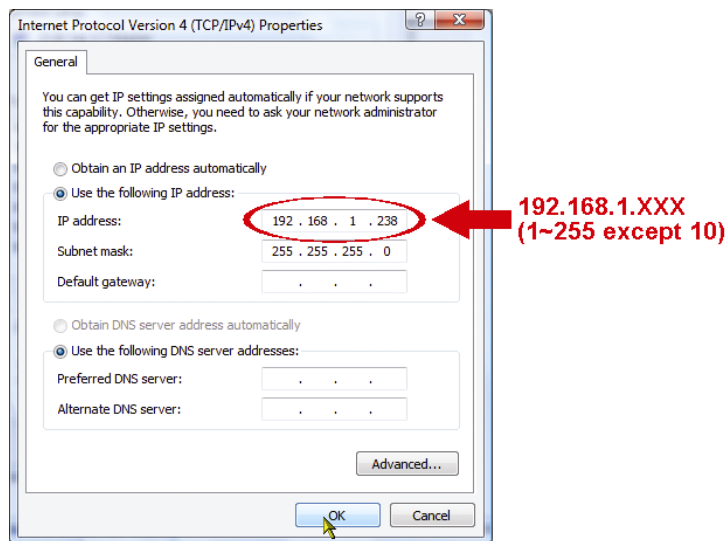 Internet Protocol Version 4 (TCP/IPv4) Properties
General
You can get IP settings assigned automatically if your network supports
this capability. Otherwise, you need to ask your network administrator
for the appropriate IP settings.
Obtain an IP address automatically
Use the following IP address:
IP address: 192 . 168 . 1 . 238
192.168.1.XXX
(1~255 except 10)
Subnet mask: 255 . 255 . 255 . 0
Default gateway: . . .
Obtain DNS server address automatically
Use the following DNS server addresses:
Preferred DNS server: . . .
Alternate DNS server: . . .
Advanced...
OK Cancel